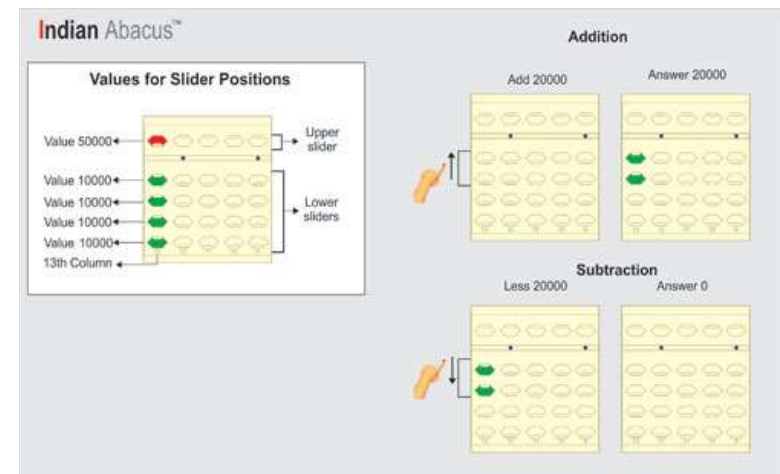 Indian Abacus™
Values for Slider Positions
Value 50000
Upper
slider
Value 10000
Value 10000
Value 10000
Value 10000
Lower
sliders
13th Column
Addition
Add 20000
Answer 20000
Subtraction
Less 20000
Answer 0